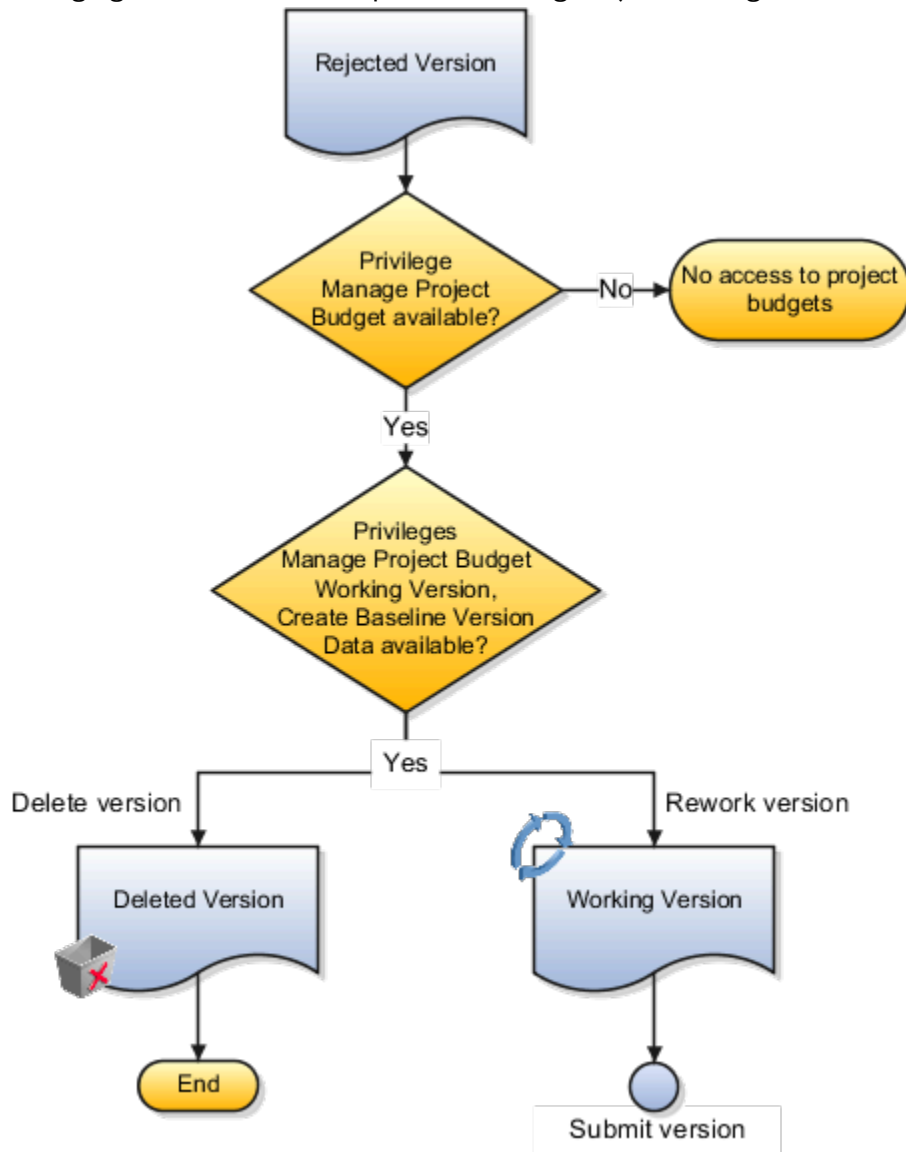 Rejected Version
Privilege
Manage Project
Budget available?
No
No access to project
budgets
Yes
Privileges
Manage Project Budget
Working Version,
Create Baseline Version
Data available?
Yes
Delete version
Rework version
Deleted Version
Working Version
End
Submit version